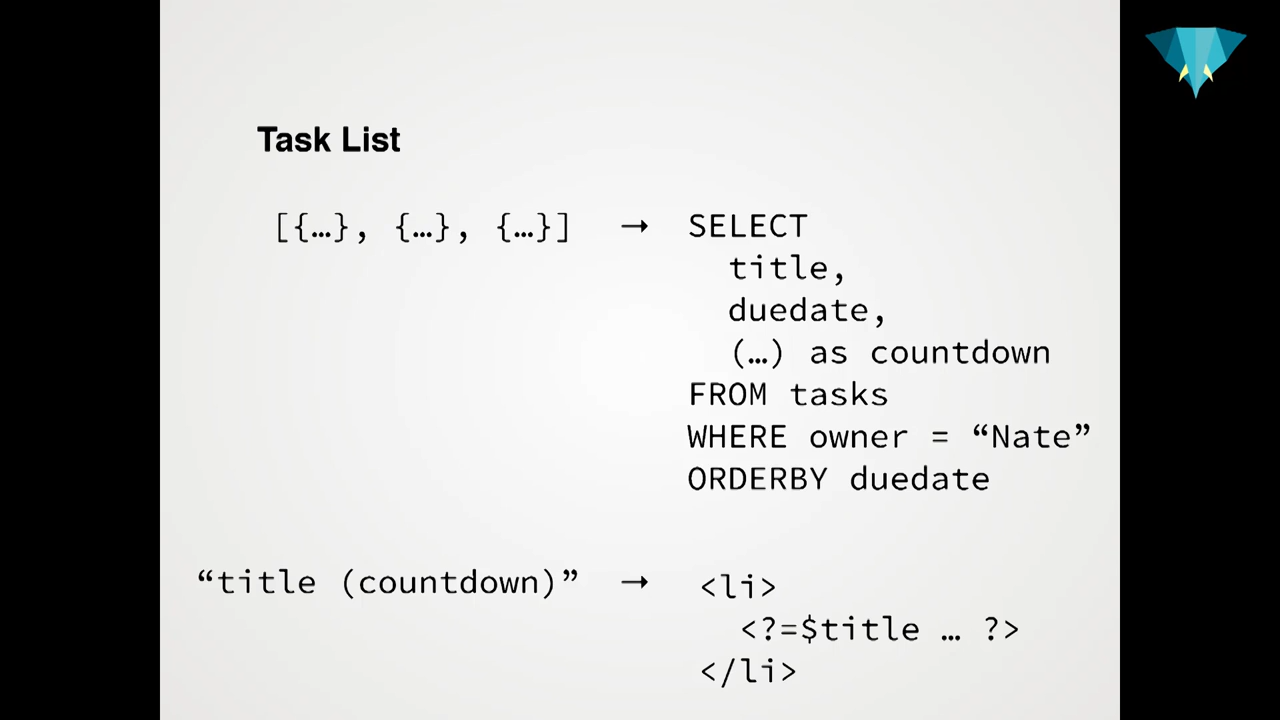 Task List
[{…}, {…}, {…}] → SELECT
title,
duedate,
(…) as countdown
FROM tasks
WHERE owner = “Nate”
ORDERBY duedate
“title (countdown)” → <li>
<?=$title … ?>
</li>